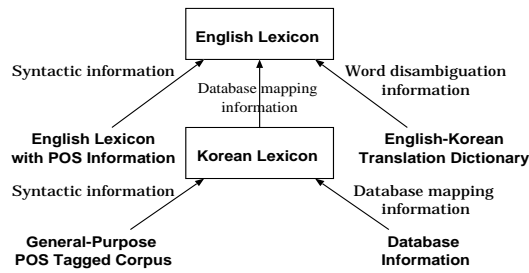 English Lexicon
Syntactic information
Database mapping
information
Word disambiguation
information
English Lexicon
with POS Information
Korean Lexicon
English-Korean
Translation Dictionary
Syntactic information
Database mapping
information
General-Purpose
POS Tagged Corpus
Database
Information